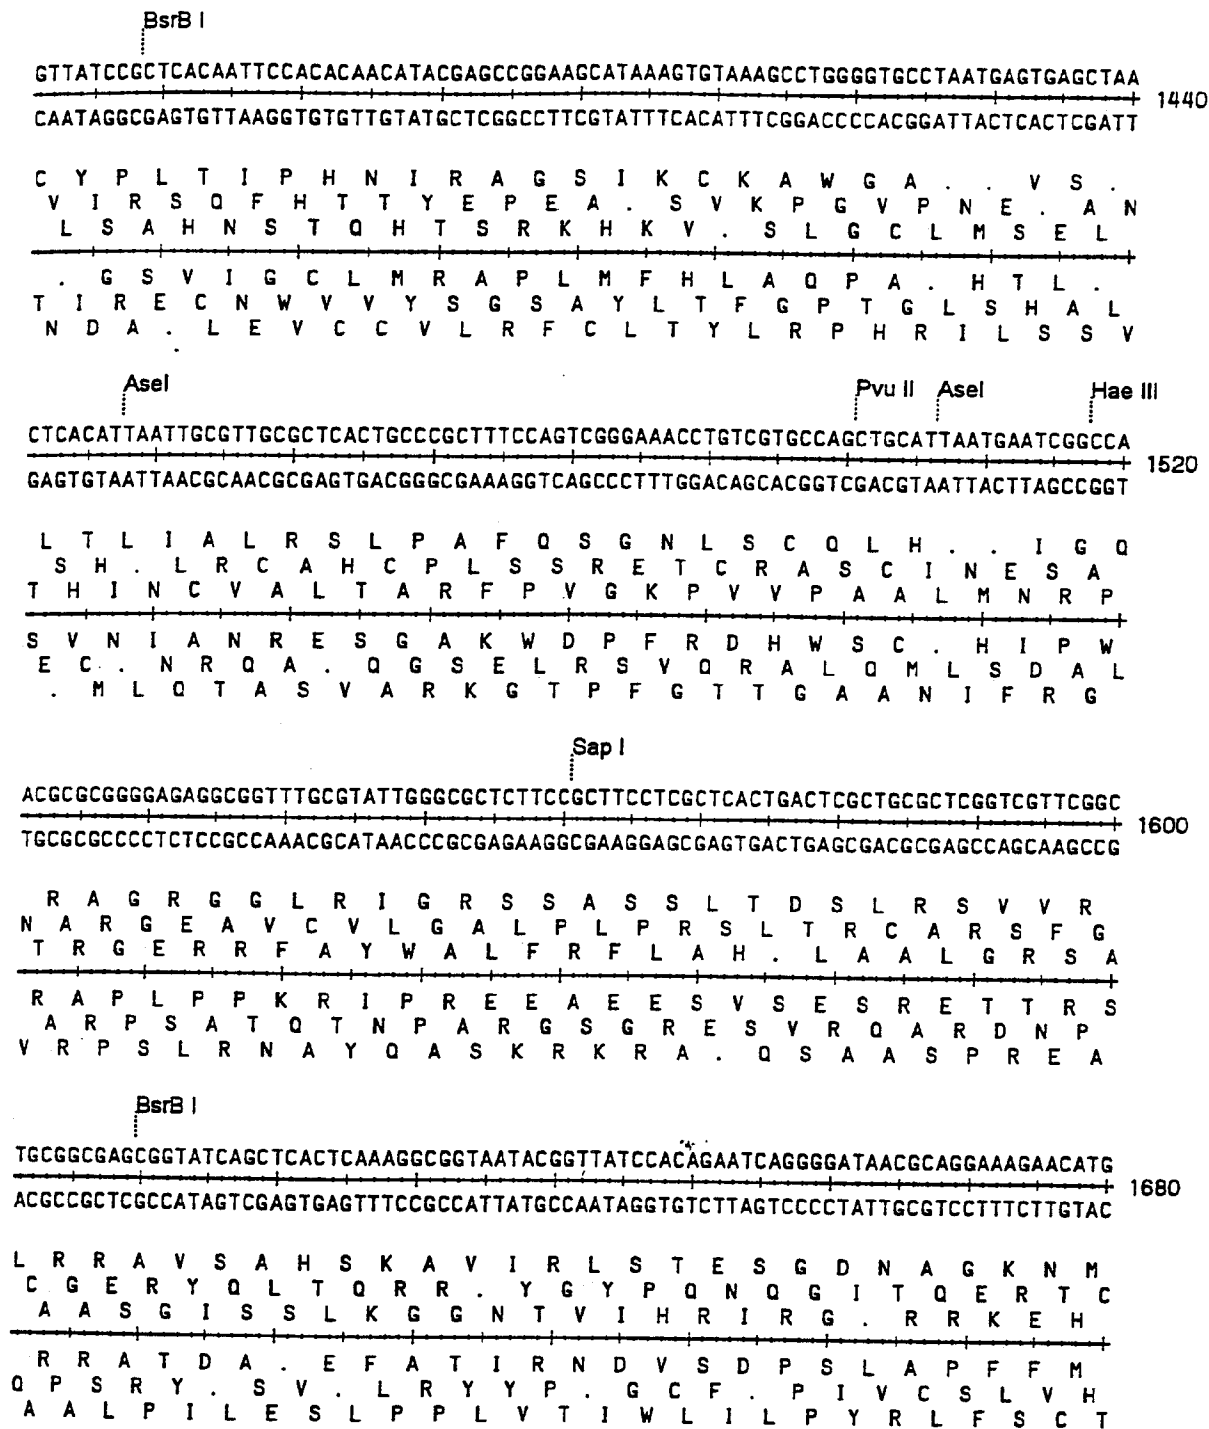 BsrB I
GTTATCCGCTCACAATTCCACACAACATACGAGCCGGAAGCATAAAGTGTAAAGCCTGGGGTGCCTAATGAGTGAGCTAA
1440
CAATAGGCGAGTGTTAAGGTGTGTTGTATGCTCGGCCTTCGTATTTCACATTTCGGACCCCACGGATTACTCACTCGATT
C Y P L T I P H N I R A G S I K C K A W G A . . V S .
V I R S Q F H T T Y E P E A . S V K P G V P N E . A N
L S A H N S T Q H T S R K H K V . S L G C L M S E L
. G S V I G C L M R A P L M F H L A Q P A . H T L .
T I R E C N W V V Y S G S A Y L T F G P T G L S H A L
N D A . L E V C C V L R F C L T Y L R P H R I L S S V
AseI Pvu II AseI Hae III
CTCACATTAATTGCGTTGCGCTCACTGCCCGCTTTCCAGTCGGGAAACCTGTCGTGCCAGCTGCATTAATGAATCGGCCA
1520
GAGTGTAATTAACGCAACGCGAGTGACGGGCGAAAGGTCAGCCCTTTGGACAGCACGGTCGACGTAATTACTTAGCCGGT
L T L I A L R S L P A F Q S G N L S C Q L H . . I G Q
S H . L R C A H C P L S S R E T C R A S C I N E S A
T H I N C V A L T A R F P V G K P V V P A A L M N R P
S V N I A N R E S G A K W D P F R D H W S C . H I P W
E C . N R Q A . Q G S E L R S V Q R A L Q M L S D A L
. M L Q T A S V A R K G T P F G T T G A A N I F R G
Sap I
ACGCGCGGGGAGAGGCGGTTTGCGTATTGGGCGCTCTTCCGCTTCCTCGCTCACTGACTCGCTGCGCTCGGTCGTTCGGC
1600
TGCGCGCCCCTCTCCGCCAAACGCATAACCCGCGAGAAGGCGAAGGAGCGAGTGACTGAGCGACGCGAGCCAGCAAGCCG
R A G R G G L R I G R S S A S S L T D S L R S V V R
N A R G E A V C V L G A L P L P R S L T R C A R S F G
T R G E R R F A Y W A L F R F L A H . L A A L G R S A
R A P L P P K R I P R E E A E E S V S E S R E T T R S
A R P S A T Q T N P A R G S G R E S V R Q A R D N P
V R P S L R N A Y Q A S K R K R A . Q S A A S P R E A
BsrB I
TGCGGCGAGCGGTATCAGCTCACTCAAAGGCGGTAATACGGTTATCCACAGAATCAGGGGATAACGCAGGAAAGAACATG
1680
ACGCCGCTCGCCATAGTCGAGTGAGTTTCCGCCATTATGCCAATAGGTGTCTTAGTCCCCTATTGCGTCCTTTCTTGTAC
L R R A V S A H S K A V I R L S T E S G D N A G K N M
C G E R Y Q L T Q R R . Y G Y P Q N Q G I T Q E R T C
A A S G I S S L K G G N T V I H R I R G . R R K E H
R R A T D A . E F A T I R N D V S D P S L A P F F M
Q P S R Y . S V . L R Y Y P . G C F . P I V C S L V H
A A L P I L E S L P P L V T I W L I L P Y R L F S C T